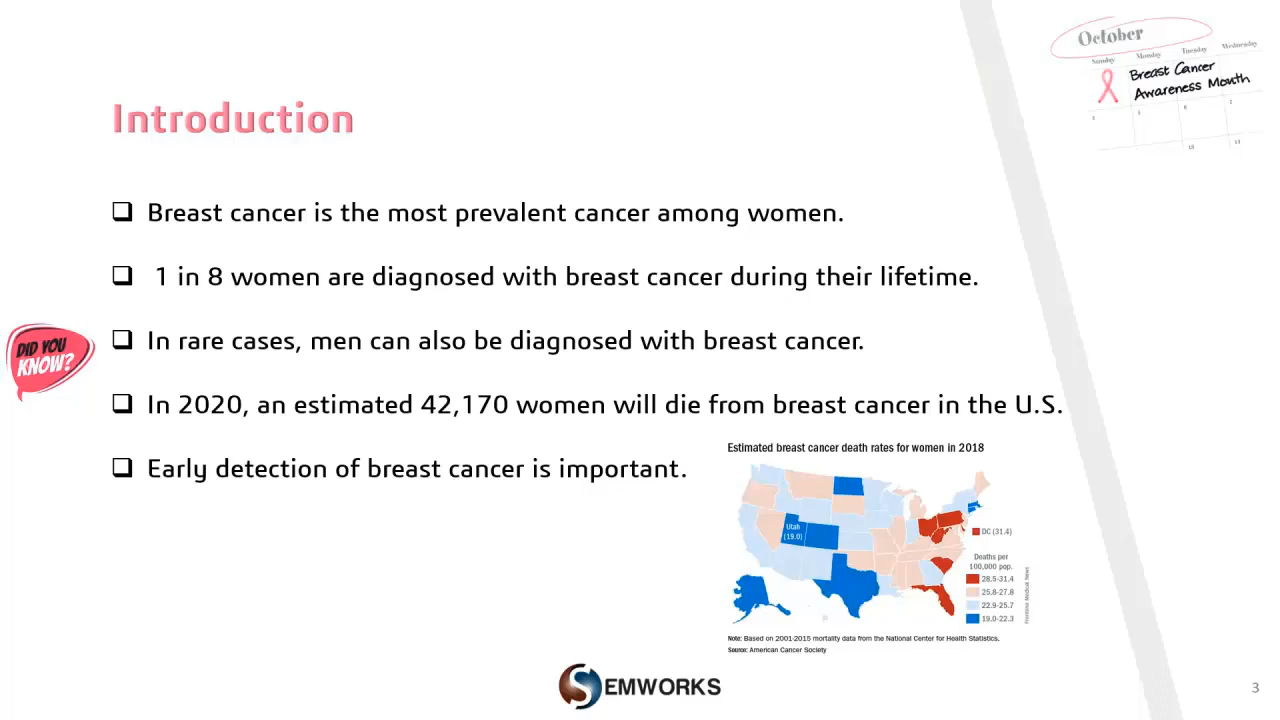 October
Sunday Monday Tuesday Wednesday
Breast Cancer
Awareness Month
Introduction
❑ Breast cancer is the most prevalent cancer among women.
❑ 1 in 8 women are diagnosed with breast cancer during their lifetime.
DID YOU
KNOW?
❑ In rare cases, men can also be diagnosed with breast cancer.
❑ In 2020, an estimated 42,170 women will die from breast cancer in the U.S.
❑ Early detection of breast cancer is important.
Estimated breast cancer death rates for women in 2018
Utah
(19.0)
DC (31.4)
Deaths per
100,000 pop.
28.5-31.4
25.8-27.8
22.9-25.7
19.0-22.3
Frontline Medical News
Note: Based on 2001-2015 mortality data from the National Center for Health Statistics.
Source: American Cancer Society
SEMWORKS
3